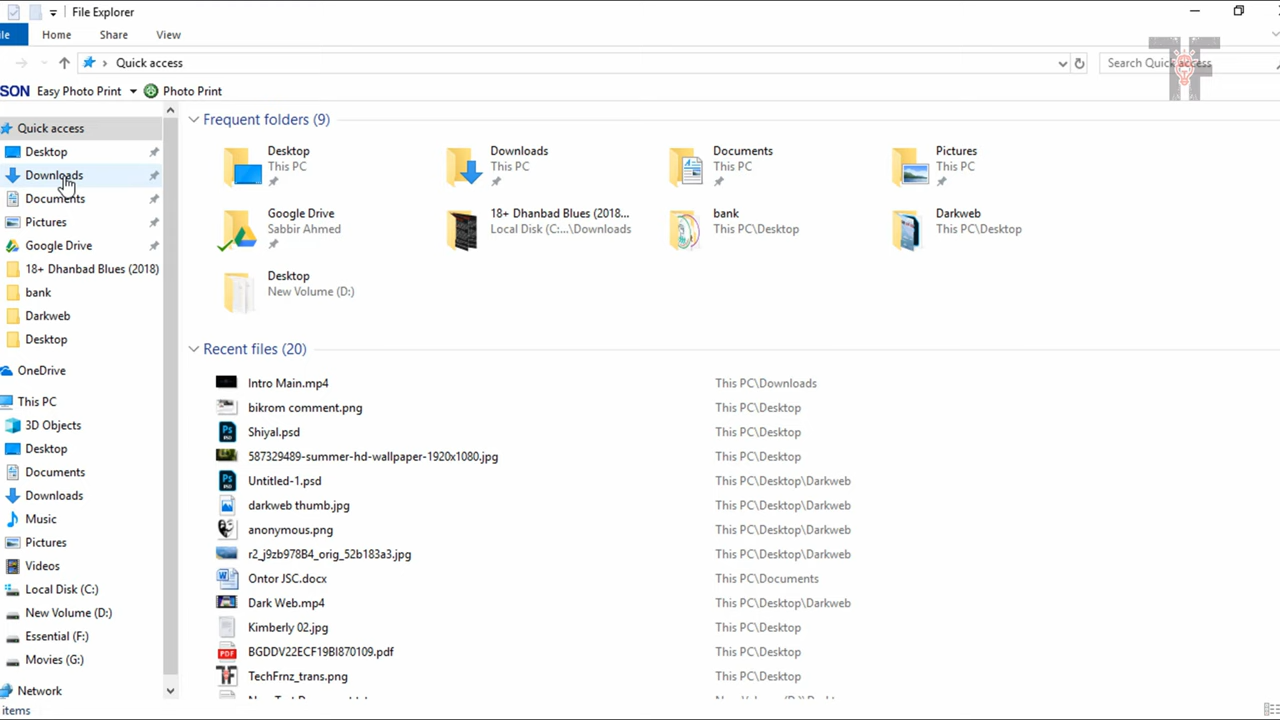 File Explorer
ile
Home
Share
View
Quick access
Search Quick access
SON Easy Photo Print
Photo Print
Quick access
Desktop
Downloads
Documents
Pictures
Google Drive
18+ Dhanbad Blues (2018)
bank
Darkweb
Desktop
OneDrive
This PC
3D Objects
Desktop
Documents
Downloads
Music
Pictures
Videos
Local Disk (C:)
New Volume (D:)
Essential (F:)
Movies (G:)
Network
items
Frequent folders (9)
Desktop
This PC
Downloads
This PC
Documents
This PC
Pictures
This PC
Google Drive
Sabbir Ahmed
18+ Dhanbad Blues (2018...
Local Disk (C:...\Downloads
bank
This PC\Desktop
Darkweb
This PC\Desktop
Desktop
New Volume (D:)
Recent files (20)
Intro Main.mp4 This PC\Downloads
bikrom comment.png This PC\Desktop
Shiyal.psd This PC\Desktop
587329489-summer-hd-wallpaper-1920x1080.jpg This PC\Desktop
Untitled-1.psd This PC\Desktop\Darkweb
darkweb thumb.jpg This PC\Desktop\Darkweb
anonymous.png This PC\Desktop\Darkweb
r2_j9zb978B4_orig_52b183a3.jpg This PC\Desktop\Darkweb
Ontor JSC.docx This PC\Documents
Dark Web.mp4 This PC\Desktop\Darkweb
Kimberly 02.jpg This PC\Desktop
BGDDV22ECF19BI870109.pdf This PC\Desktop
TechFrnz_trans.png This PC\Desktop